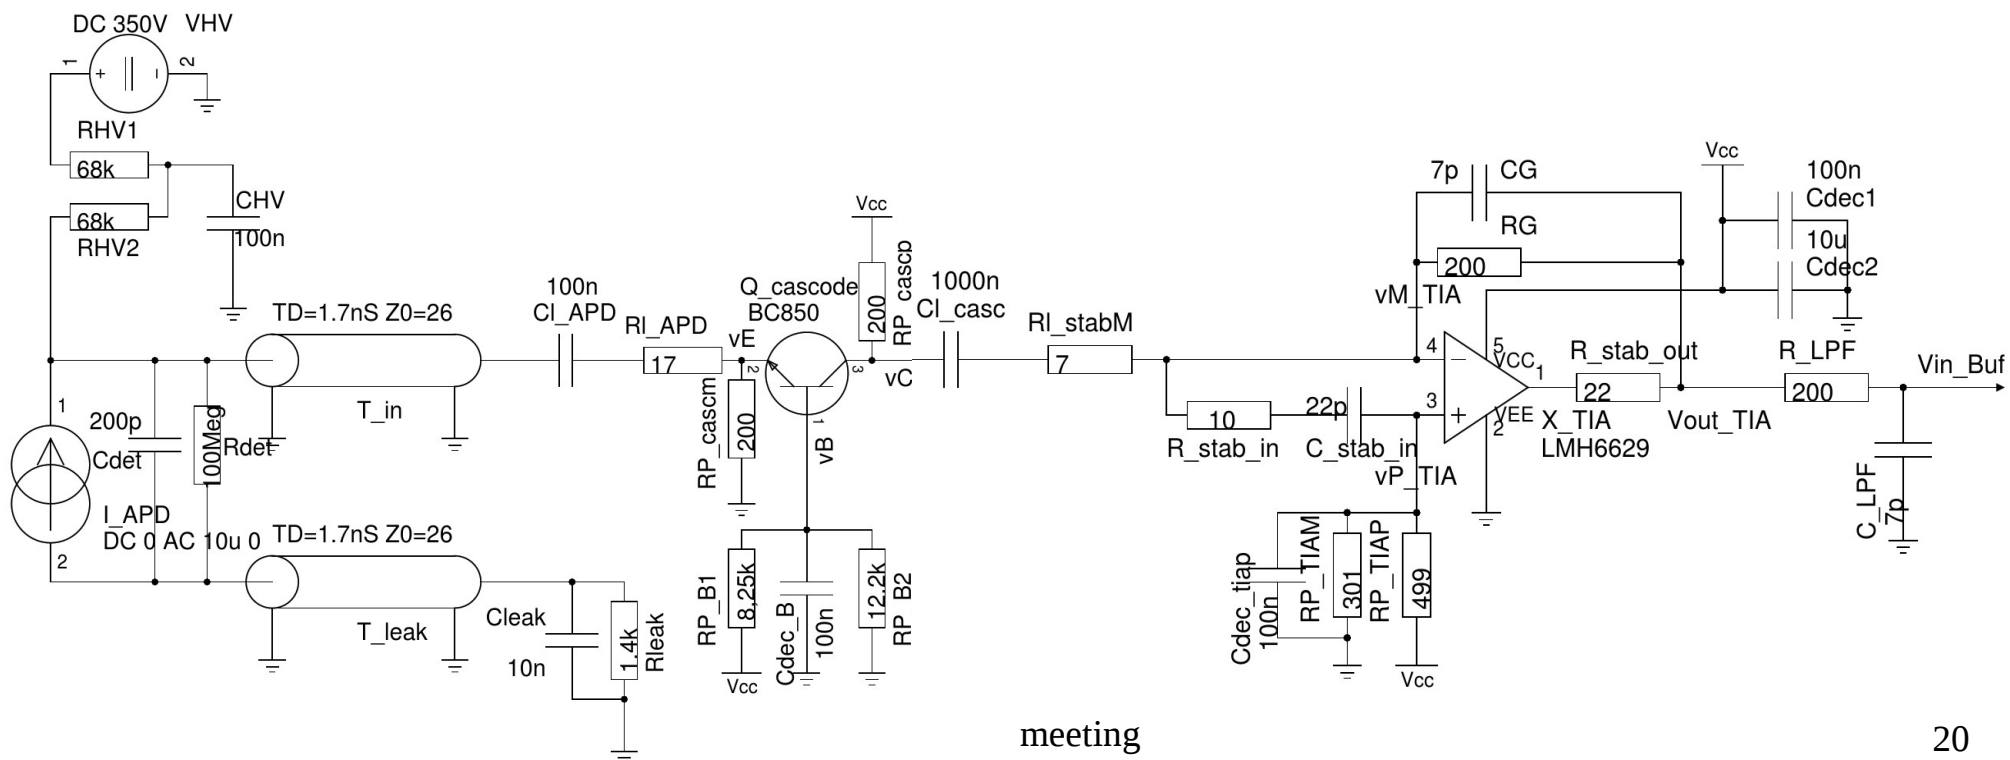 DC 350V VHV
1
+
-
2
RHV1
68k
68k
RHV2
CHV
100n
TD=1.7nS Z0=26
T_in
1
200p
Cdet
100Meg
Rdet
I_APD
DC 0 AC 10u 0
2
TD=1.7nS Z0=26
T_leak
Cleak
10n
1.4k
Rleak
100n
Cl_APD
Rl_APD
17
vE
2
Q_cascode
BC850
3
1
vB
RP_cascm
200
Vcc
200
RP_cascp
vC
1000n
Cl_casc
RP_B1
8,25k
Vcc
Cdec_B
100n
12.2k
RP_B2
Rl_stabM
7
10
R_stab_in
22p
C_stab_in
7p
CG
RG
200
vM_TIA
4
-
3
+
vP_TIA
5
VCC
1
VEE
2
X_TIA
LMH6629
Cdec_tiap
100n
RP_TIAM
301
RP_TIAP
499
Vcc
Vcc
100n
Cdec1
10u
Cdec2
R_stab_out
22
Vout_TIA
R_LPF
200
Vin_Buf
C_LPF
7p
meeting
20